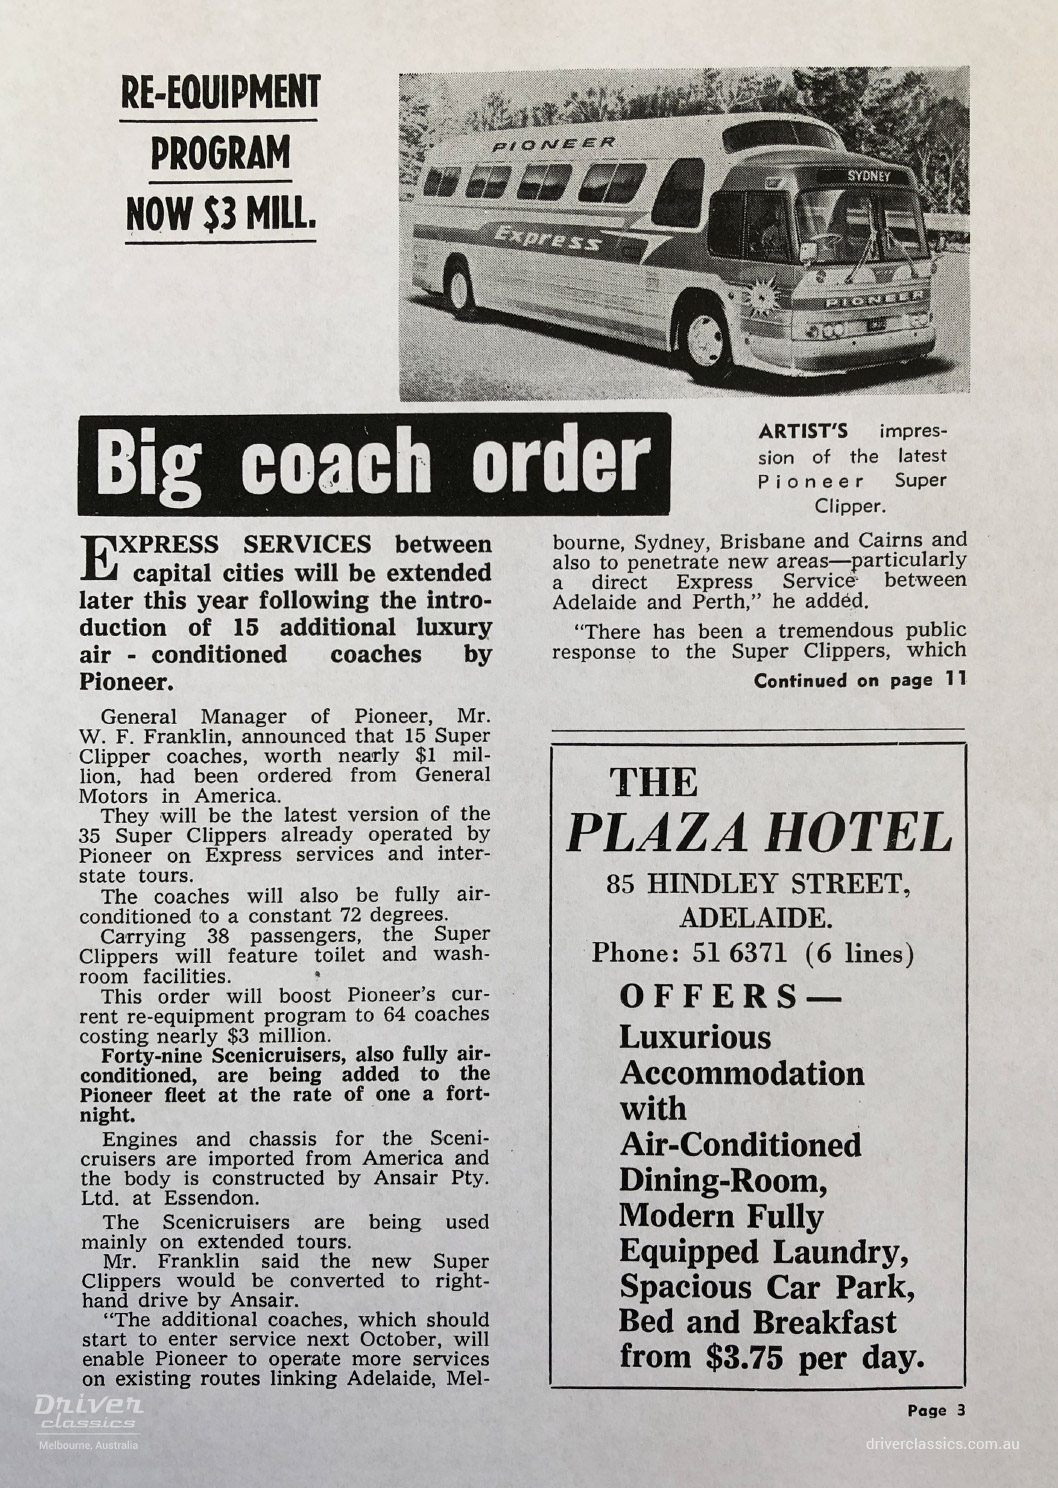 RE-EQUIPMENT
PROGRAM
NOW $3 MILL.
PIONEER
SYDNEY
Express
PIONEER
Big coach order
ARTIST'S impres-
sion of the latest
Pioneer Super
Clipper.
EXPRESS SERVICES between
capital cities will be extended
later this year following the intro-
duction of 15 additional luxury
air - conditioned coaches by
Pioneer.
General Manager of Pioneer, Mr.
W. F. Franklin, announced that 15 Super
Clipper coaches, worth nearly $1 mil-
lion, had been ordered from General
Motors in America.
They will be the latest version of the
35 Super Clippers already operated by
Pioneer on Express services and inter-
state tours.
The coaches will also be fully air-
conditioned to a constant 72 degrees.
Carrying 38 passengers, the Super
Clippers will feature toilet and wash-
room facilities.
This order will boost Pioneer's cur-
rent re-equipment program to 64 coaches
costing nearly $3 million.
Forty-nine Scenicruisers, also fully air-
conditioned, are being added to the
Pioneer fleet at the rate of one a fort-
night.
Engines and chassis for the Sceni-
cruisers are imported from America and
the body is constructed by Ansair Pty.
Ltd. at Essendon.
The Scenicruisers are being used
mainly on extended tours.
Mr. Franklin said the new Super
Clippers would be converted to right-
hand drive by Ansair.
"The additional coaches, which should
start to enter service next October, will
enable Pioneer to operate more services
on existing routes linking Adelaide, Mel-
bourne, Sydney, Brisbane and Cairns and
also to penetrate new areas—particularly
a direct Express Service between
Adelaide and Perth," he added.
"There has been a tremendous public
response to the Super Clippers, which
Continued on page 11
THE
PLAZA HOTEL
85 HINDLEY STREET,
ADELAIDE.
Phone: 51 6371 (6 lines)
OFFERS—
Luxurious
Accommodation
with
Air-Conditioned
Dining-Room,
Modern Fully
Equipped Laundry,
Spacious Car Park,
Bed and Breakfast
from $3.75 per day.
Page 3
Driver
classics
Melbourne, Australia
driverclassics.com.au